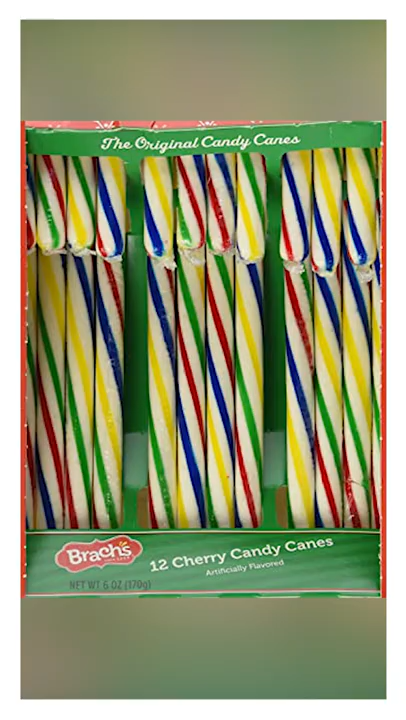 The Original Candy Canes
Brach's
12 Cherry Candy Canes
Artificially Flavored
NET WT 6 OZ (170g)